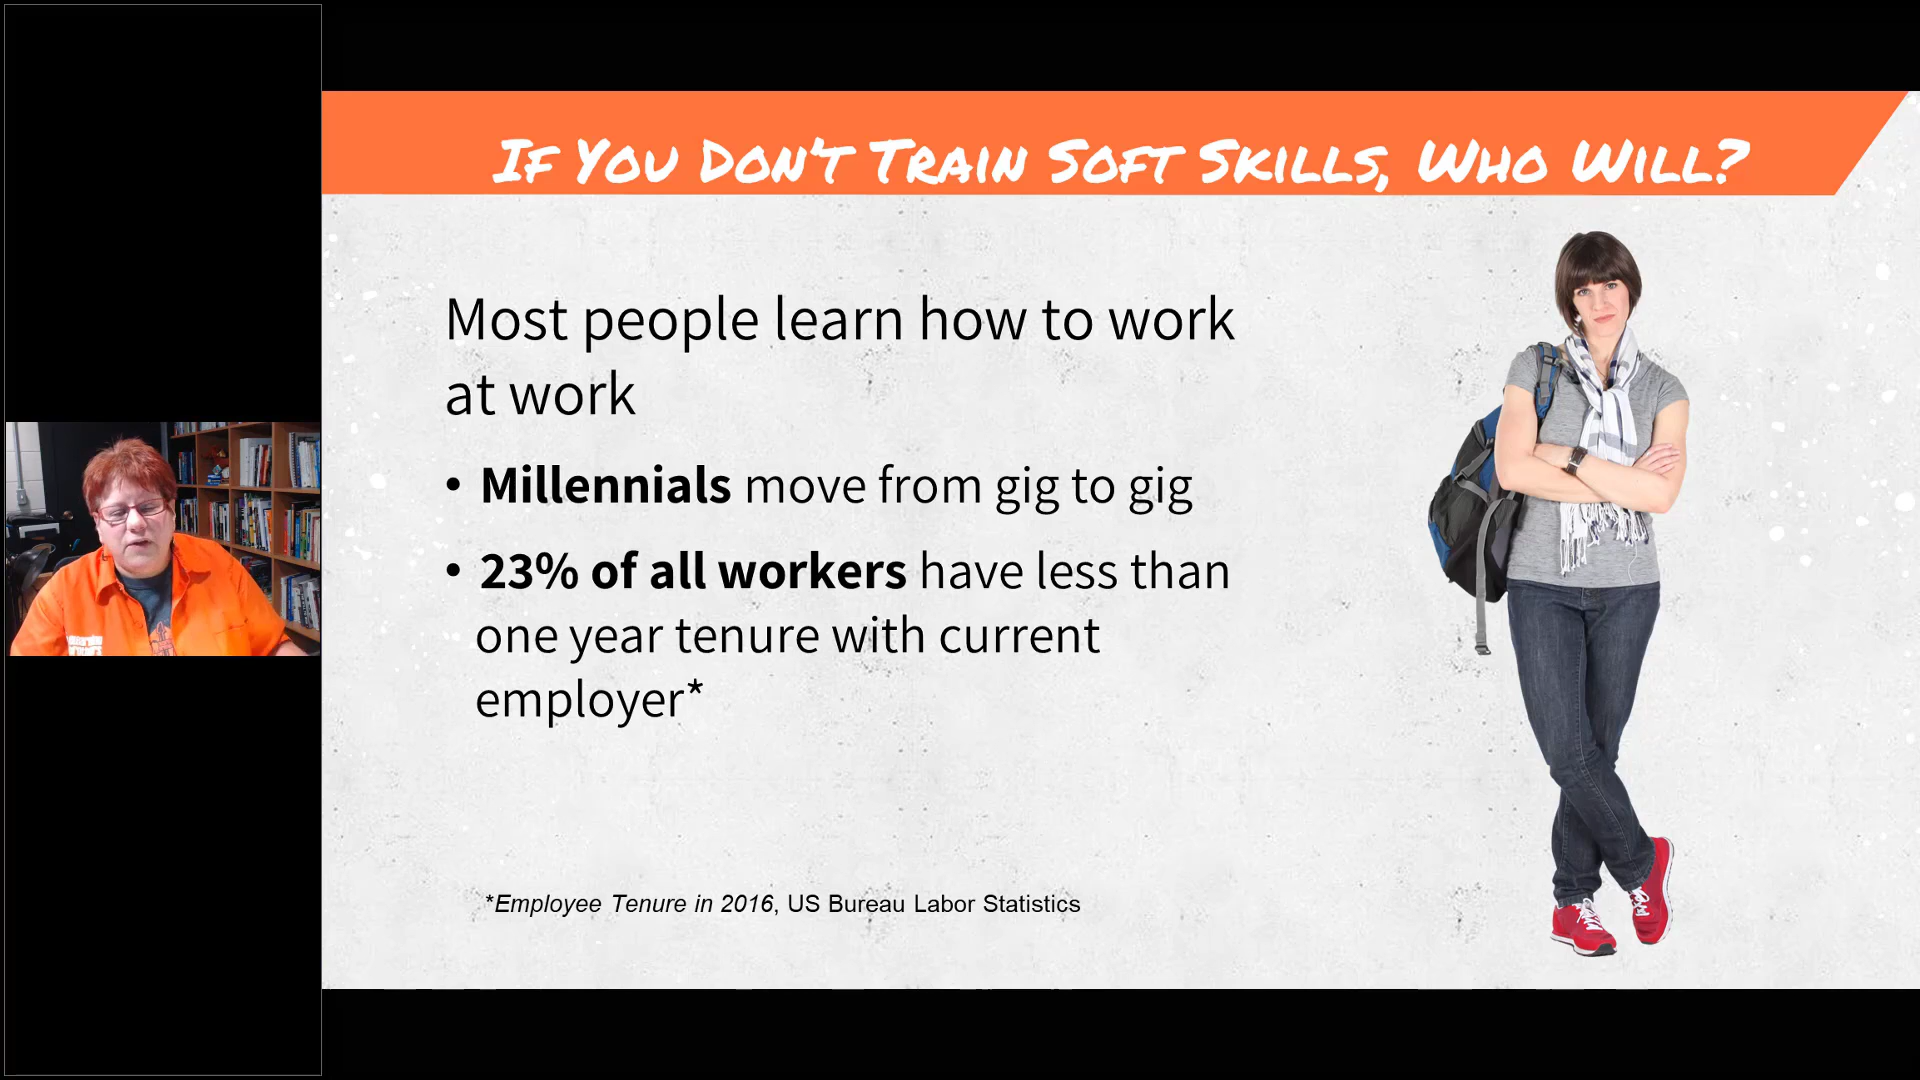 If You Don't Train Soft Skills, Who Will?
Most people learn how to work
at work
• Millennials move from gig to gig
• 23% of all workers have less than
one year tenure with current
employer*
*Employee Tenure in 2016, US Bureau Labor Statistics